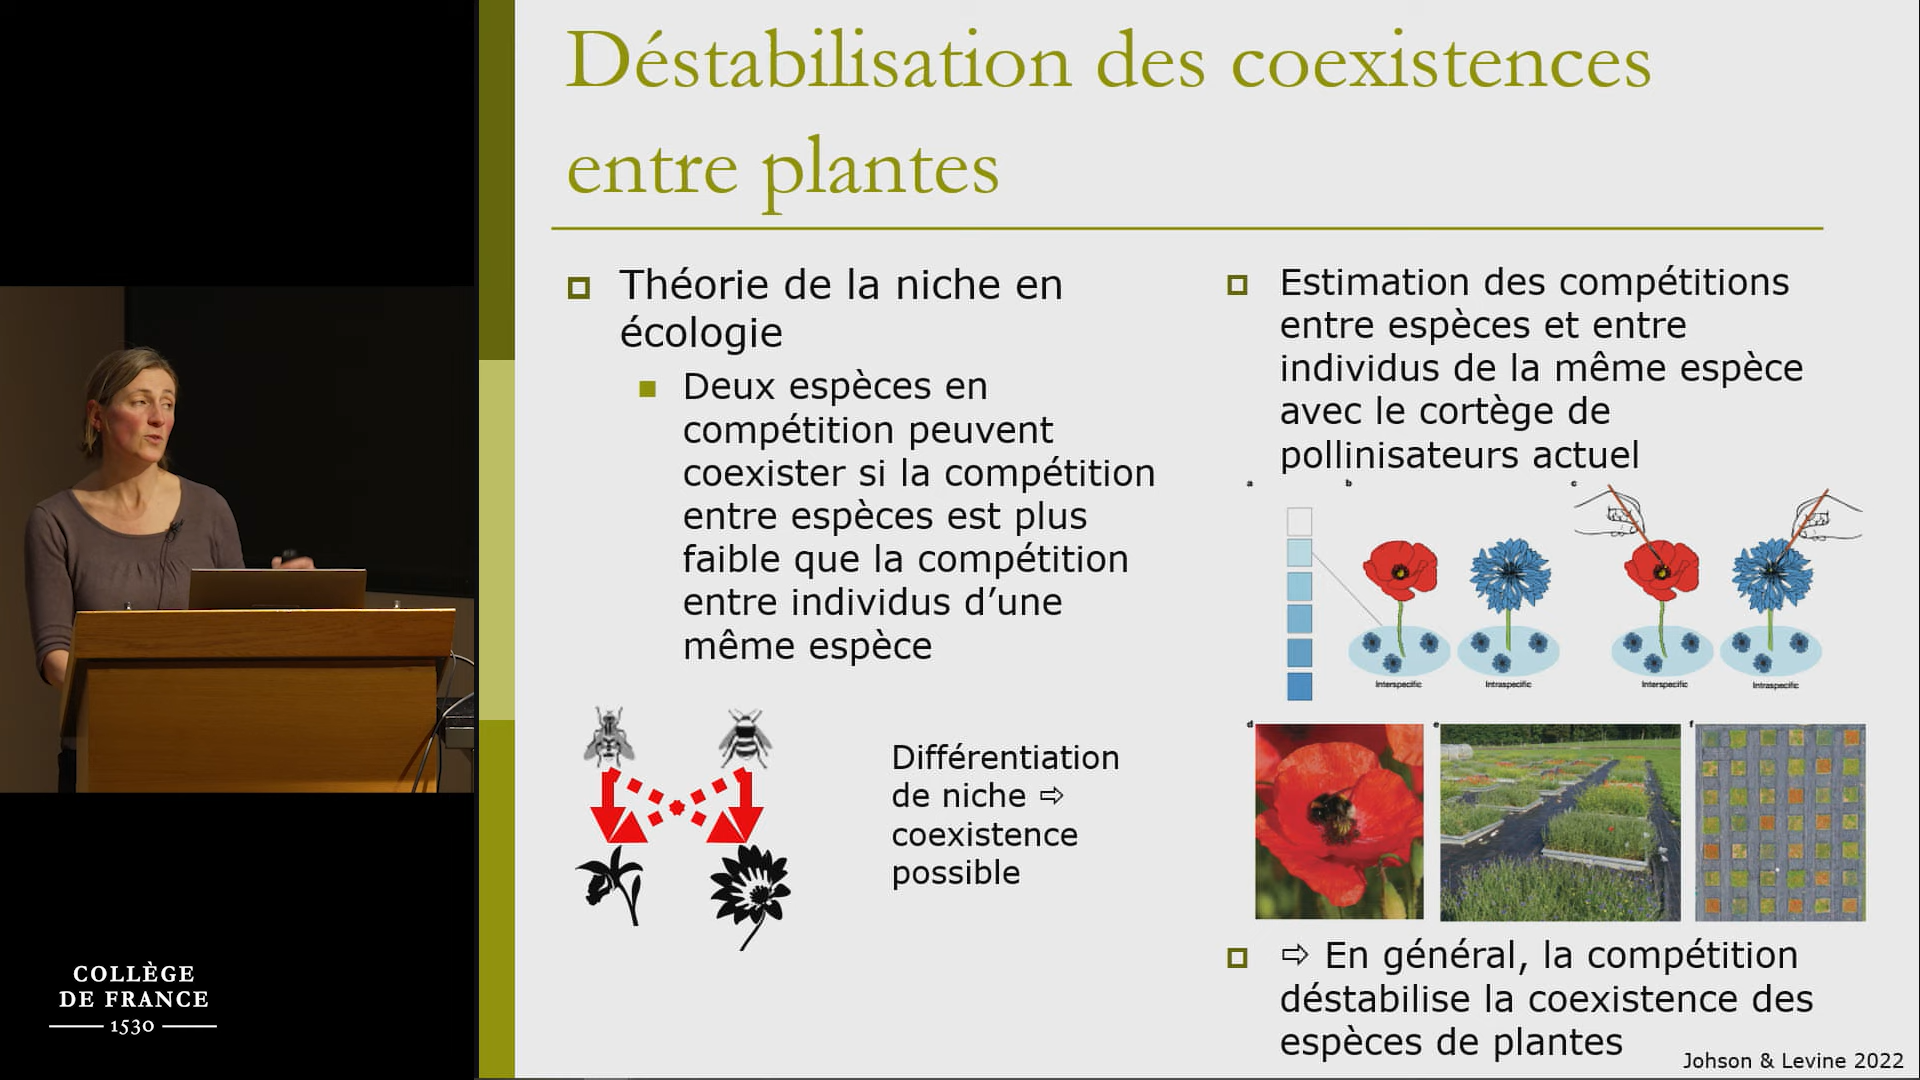 Déstabilisation des coexistences
entre plantes
Théorie de la niche en
écologie
Deux espèces en
compétition peuvent
coexister si la compétition
entre espèces est plus
faible que la compétition
entre individus d’une
même espèce
Différentiation
de niche ⇨
coexistence
possible
Estimation des compétitions
entre espèces et entre
individus de la même espèce
avec le cortège de
pollinisateurs actuel
a b c
Interspecific Intraspecific Interspecific Intraspecific
d e f
⇨ En général, la compétition
déstabilise la coexistence des
espèces de plantes
Johson & Levine 2022
COLLÈGE
DE FRANCE
1530